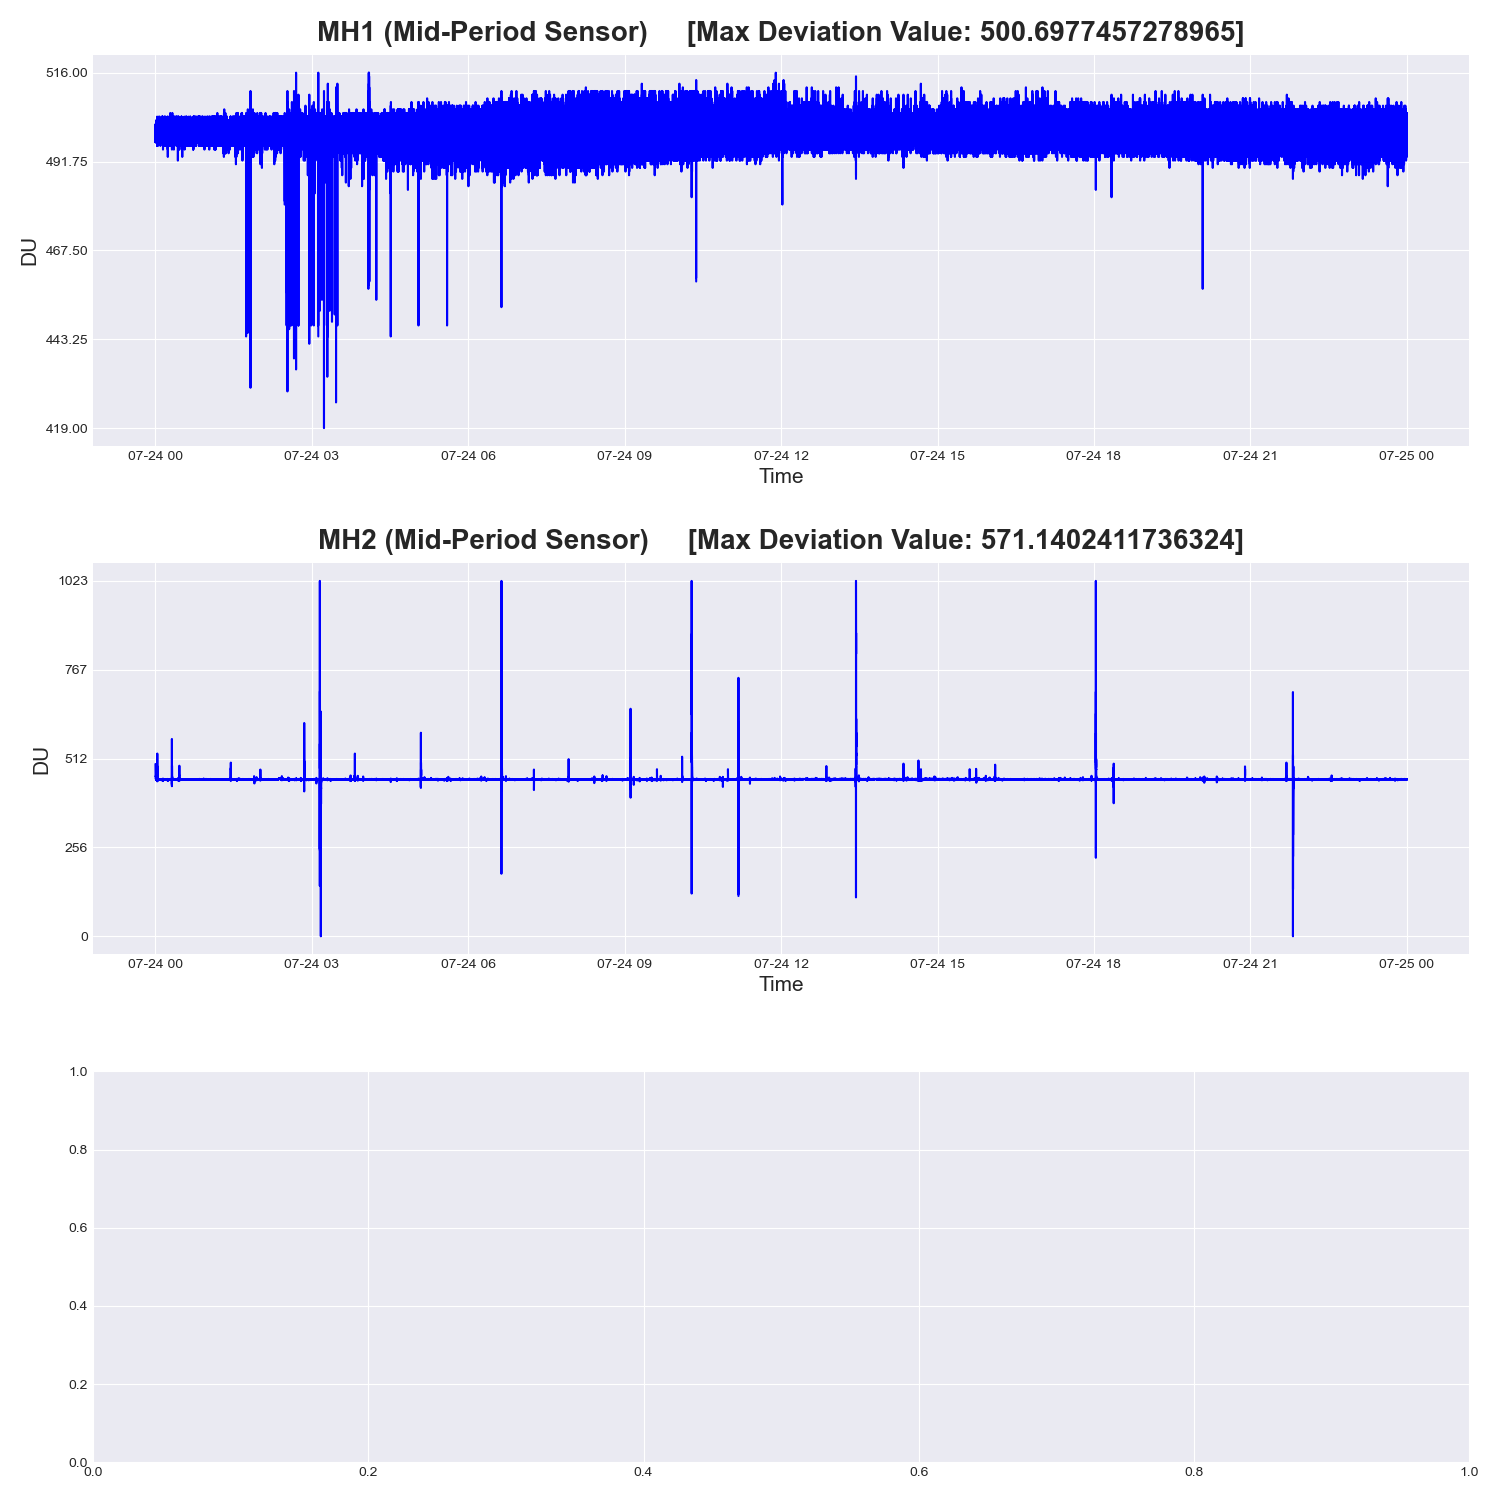 MH1 (Mid-Period Sensor) [Max Deviation Value: 500.6977457278965]
516.00
491.75
467.50
443.25
419.00
DU
07-24 00 07-24 03 07-24 06 07-24 09 07-24 12 07-24 15 07-24 18 07-24 21 07-25 00
Time
MH2 (Mid-Period Sensor) [Max Deviation Value: 571.1402411736324]
1023
767
512
256
0
DU
07-24 00 07-24 03 07-24 06 07-24 09 07-24 12 07-24 15 07-24 18 07-24 21 07-25 00
Time
1.0
0.8
0.6
0.4
0.2
0.0
0.0 0.2 0.4 0.6 0.8 1.0